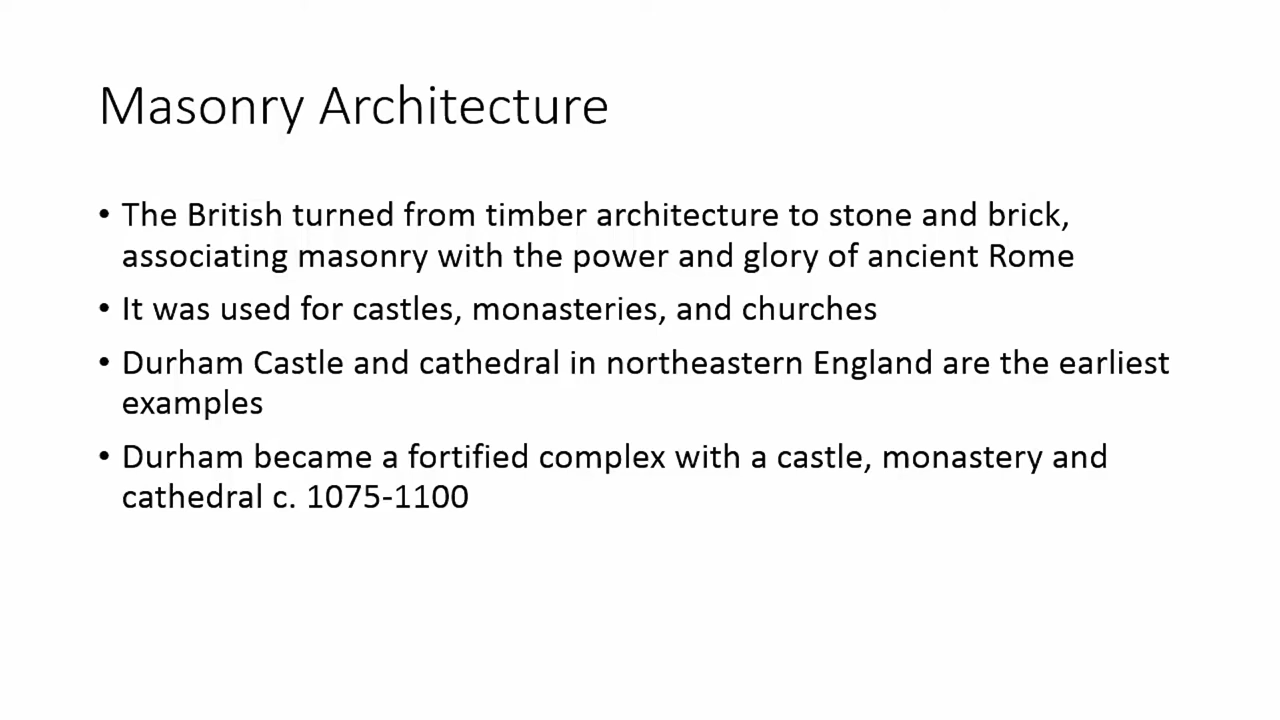 Masonry Architecture
• The British turned from timber architecture to stone and brick,
associating masonry with the power and glory of ancient Rome
• It was used for castles, monasteries, and churches
• Durham Castle and cathedral in northeastern England are the earliest
examples
• Durham became a fortified complex with a castle, monastery and
cathedral c. 1075-1100